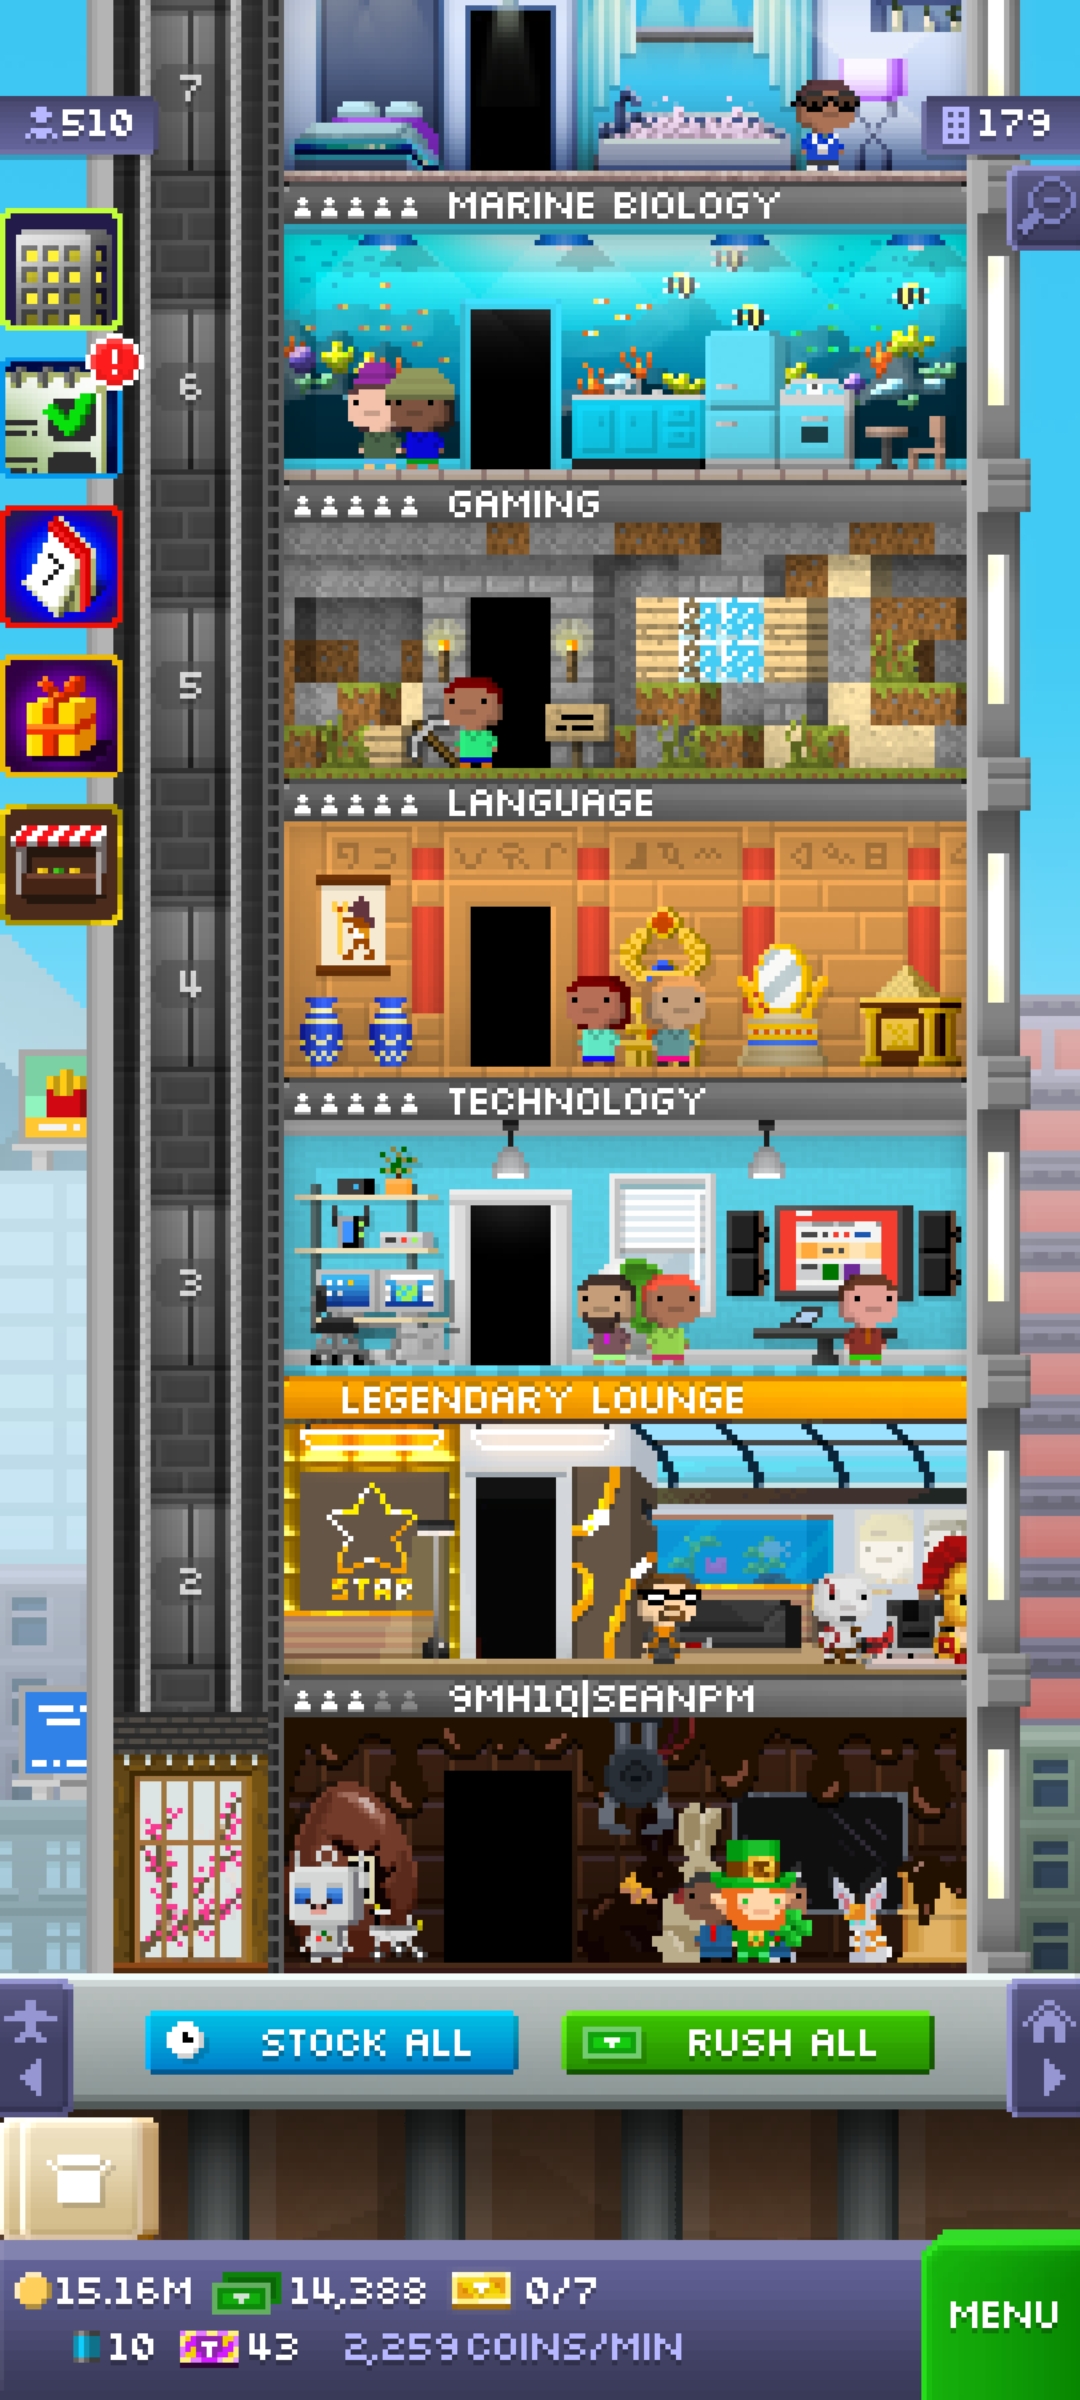 7
510
179
MARINE BIOLOGY
6
GAMING
7
5
LANGUAGE
4
TECHNOLOGY
3
LEGENDARY LOUNGE
STAR
2
9MH1Q|SEANPM
STOCK ALL
RUSH ALL
15.16M 14,388 0/7
10 43 2,259 COINS/MIN
MENU